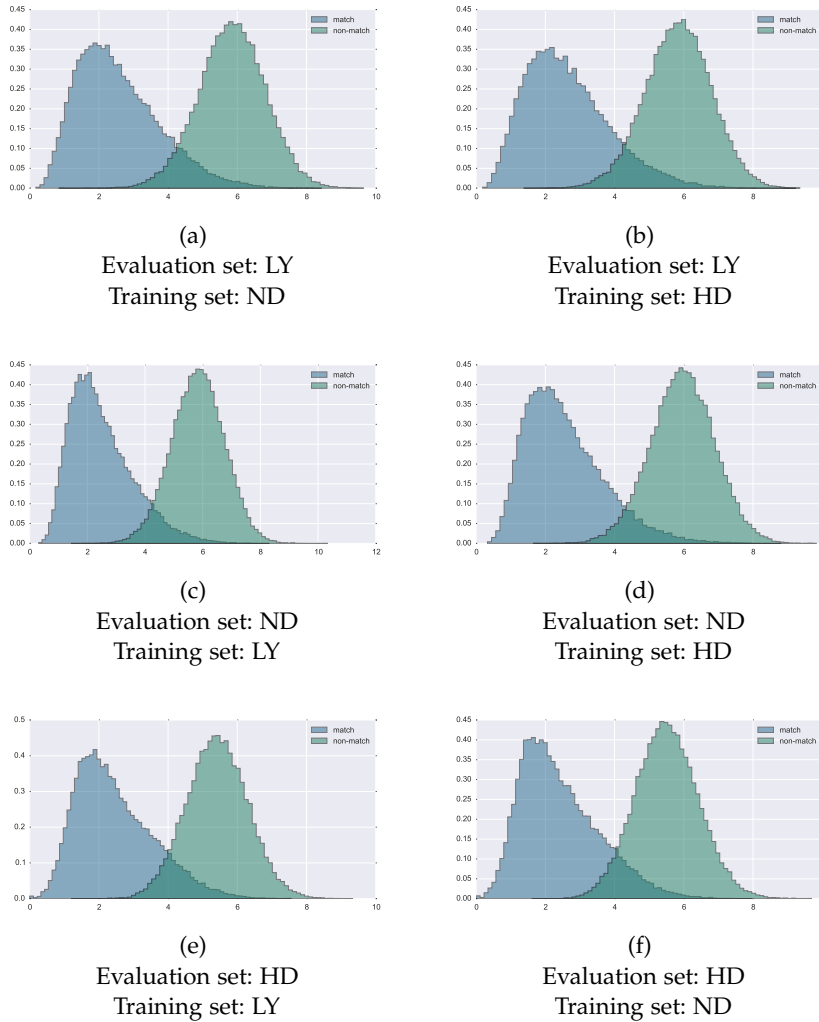 0.45
0.40
0.35
0.30
0.25
0.20
0.15
0.10
0.05
0.00
0 2 4 6 8 10
match
non-match
(a)
Evaluation set: LY
Training set: ND
0.45
0.40
0.35
0.30
0.25
0.20
0.15
0.10
0.05
0.00
0 2 4 6 8
match
non-match
(b)
Evaluation set: LY
Training set: HD
0.45
0.40
0.35
0.30
0.25
0.20
0.15
0.10
0.05
0.00
0 2 4 6 8 10 12
match
non-match
(c)
Evaluation set: ND
Training set: LY
0.45
0.40
0.35
0.30
0.25
0.20
0.15
0.10
0.05
0.00
0 2 4 6 8
match
non-match
(d)
Evaluation set: ND
Training set: HD
0.5
0.4
0.3
0.2
0.1
0.0
0 2 4 6 8 10
match
non-match
(e)
Evaluation set: HD
Training set: LY
0.45
0.40
0.35
0.30
0.25
0.20
0.15
0.10
0.05
0.00
0 2 4 6 8
match
non-match
(f)
Evaluation set: HD
Training set: ND